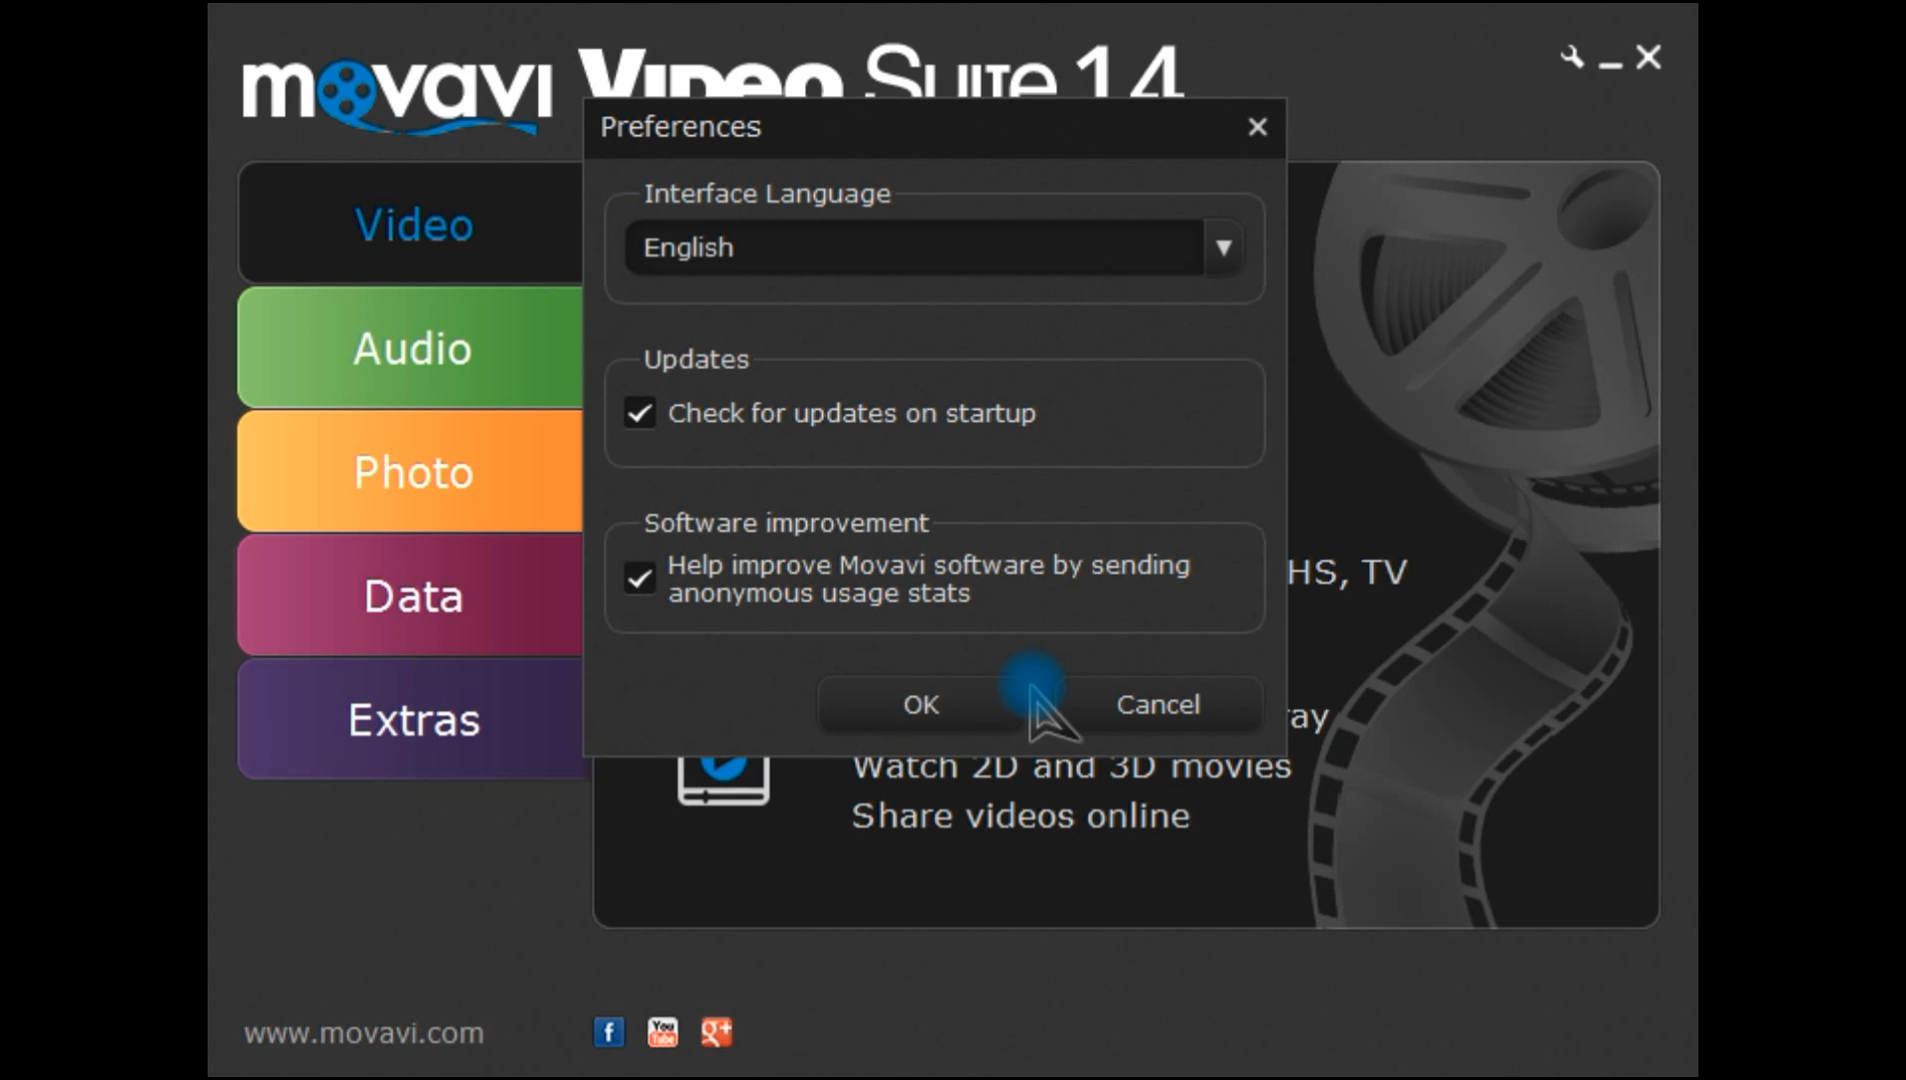 movavi Video Suite 14
Preferences
Interface Language
English
Video
Audio
Photo
Data
Extras
Updates
Check for updates on startup
Software improvement
Help improve Movavi software by sending
anonymous usage stats
HS, TV
OK
Cancel
ay
Watch 2D and 3D movies
Share videos online
www.movavi.com
f
You
Tube
g+